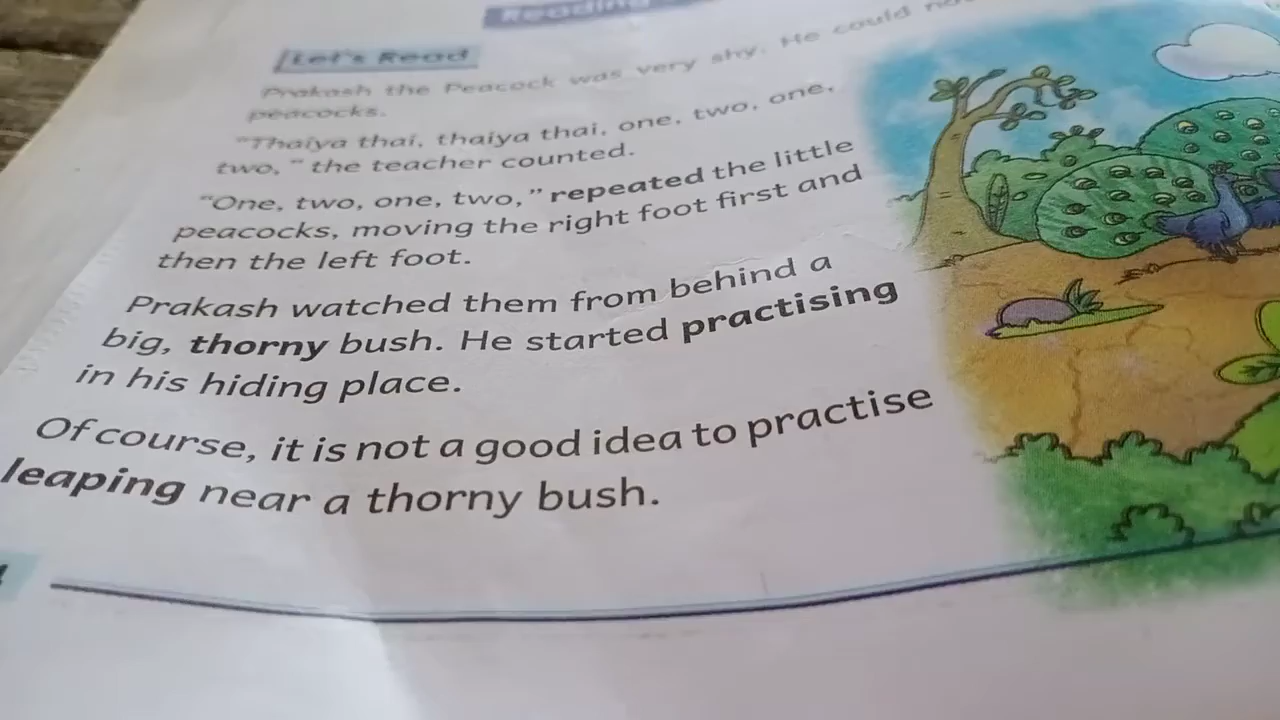 Reading
Let's Read
Prakash the Peacock was very shy. He could
peacocks.
"Thaiya thai, thaiya thai, one, two, one,
two, " the teacher counted.
"One, two, one, two," repeated the little
peacocks, moving the right foot first and
then the left foot.
Prakash watched them from behind a
big, thorny bush. He started practising
in his hiding place.
Of course, it is not a good idea to practise
leaping near a thorny bush.